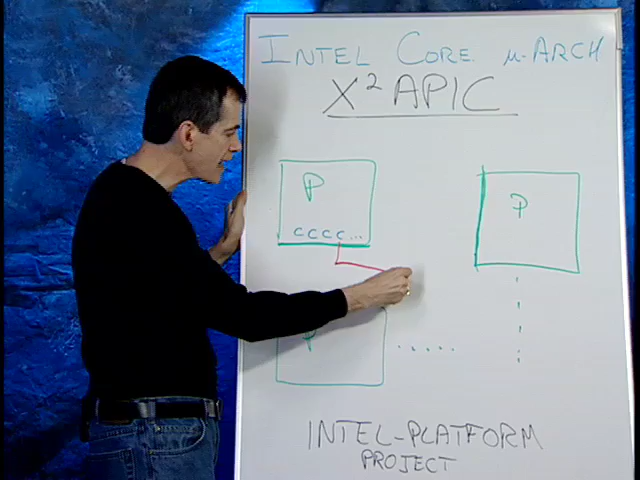 INTEL CORE μ-ARCH
X² APIC
P
CCCC...
P
P
INTEL-PLATFORM
PROJECT